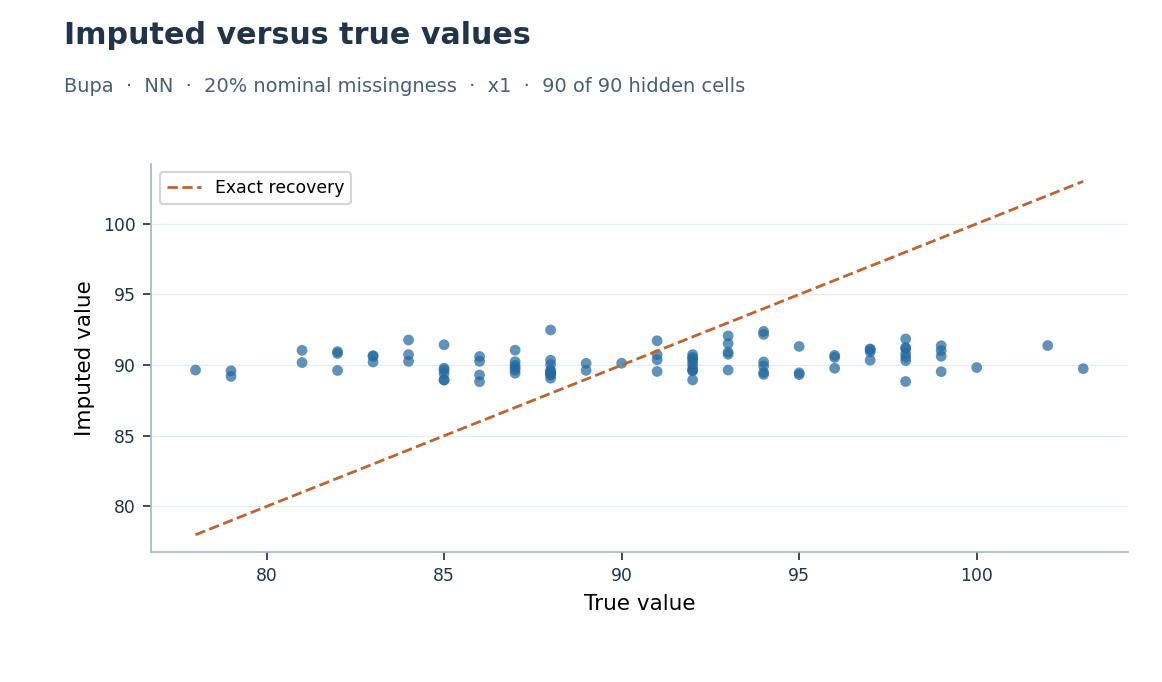 Imputed versus true values
Bupa · NN · 20% nominal missingness · x1 · 90 of 90 hidden cells
Exact recovery
Imputed value
100
95
90
85
80
80 85 90 95 100
True value